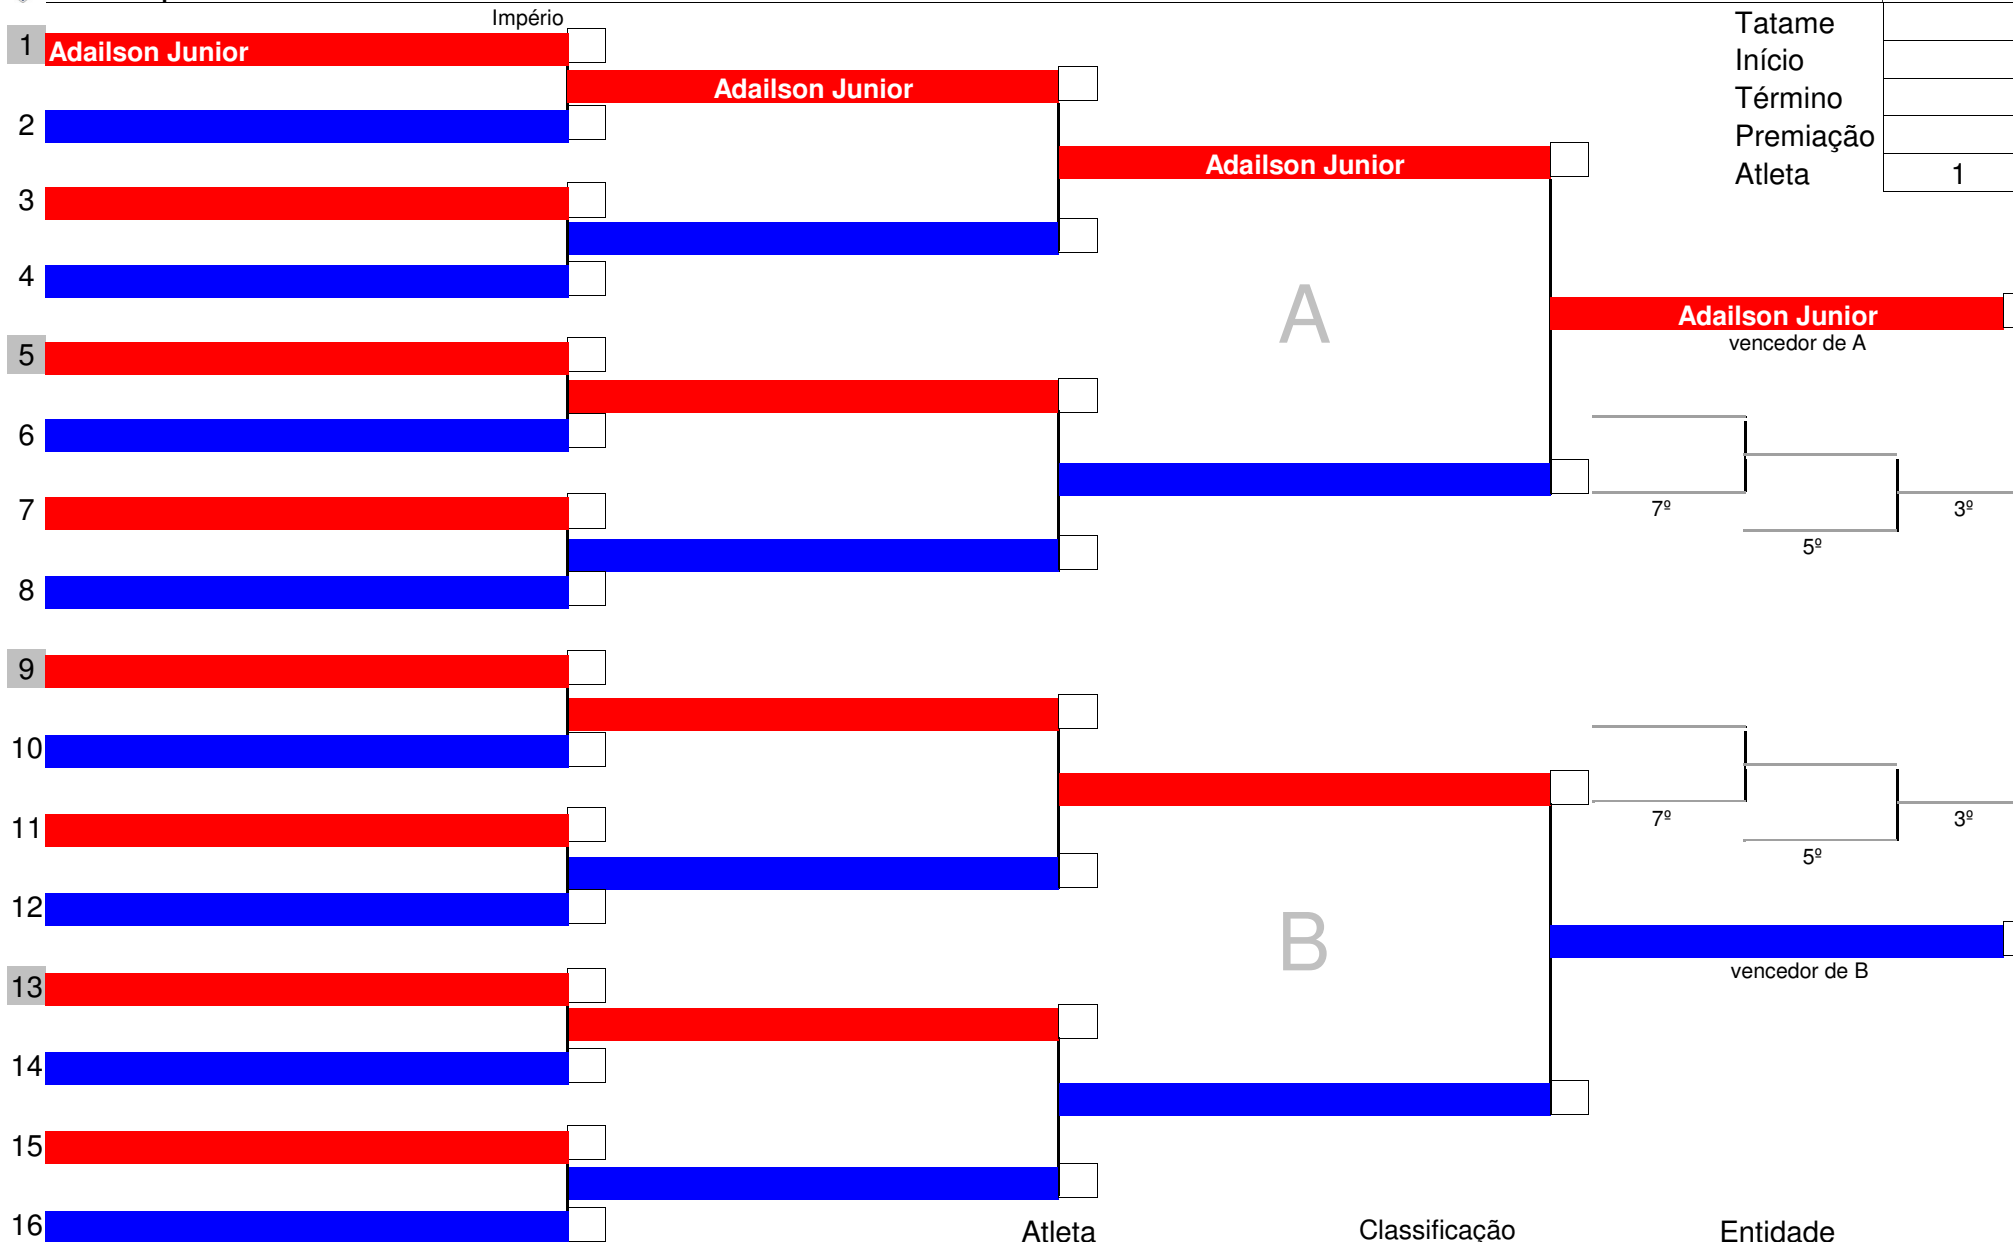 Império
Tatame
1 Adailson Junior
Início
Adailson Junior
Término
2
Premiação
Adailson Junior
Atleta 1
3
4
A
Adailson Junior
vencedor de A
5
6
7
7º
3º
5º
8
9
10
11
7º
3º
5º
12
B
vencedor de B
13
14
15
16
Atleta Classificação Entidade